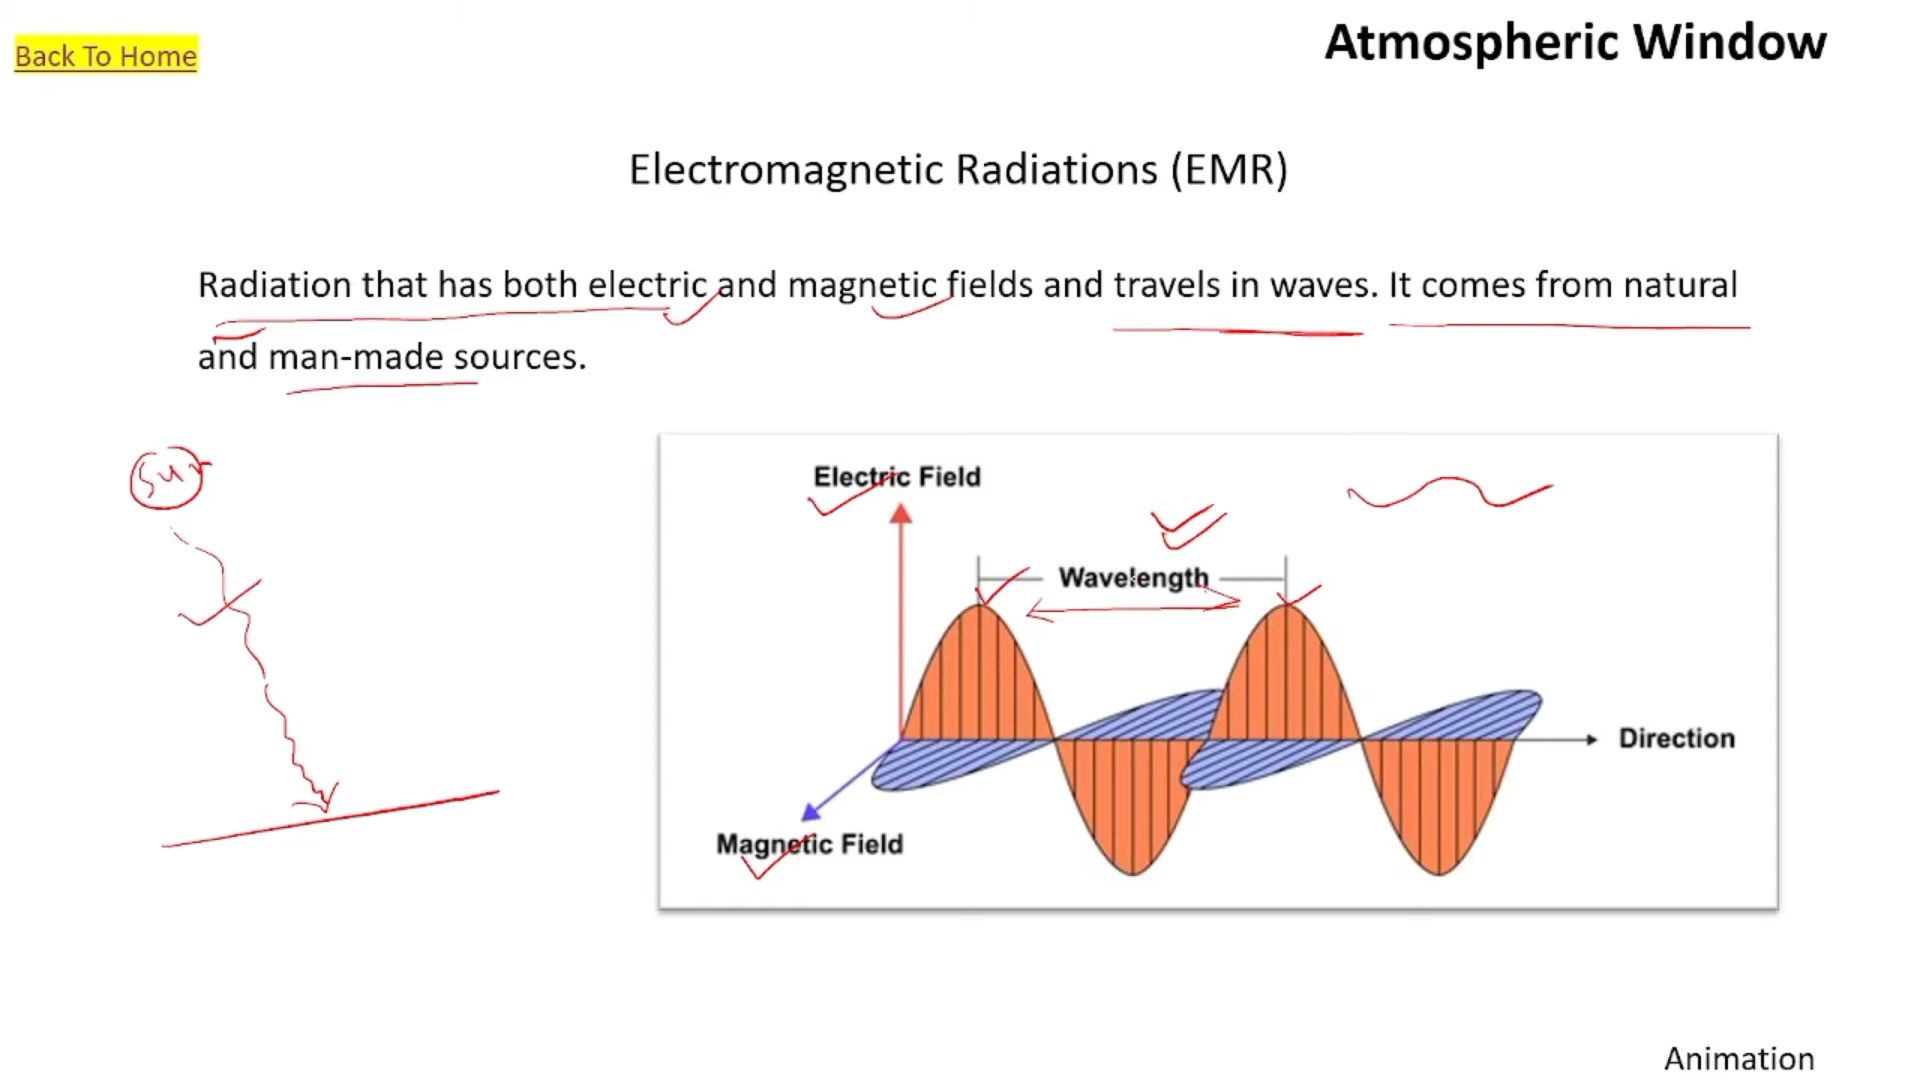 Back To Home
Atmospheric Window
Electromagnetic Radiations (EMR)
Radiation that has both electric and magnetic fields and travels in waves. It comes from natural
and man-made sources.
Electric Field
Wavelength
Direction
Magnetic Field
Animation